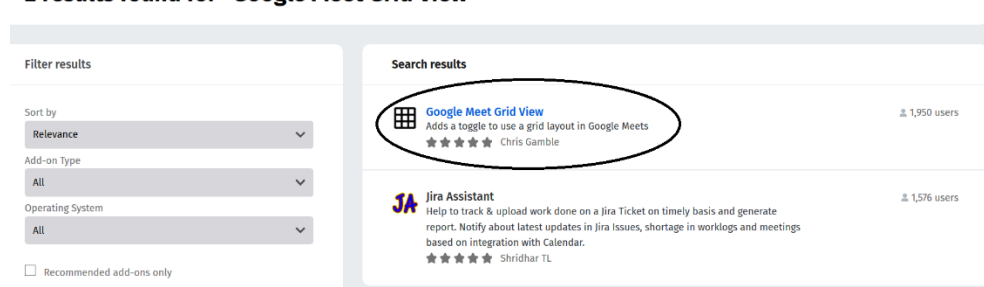 Filter results
Sort by
Relevance
Add-on Type
All
Operating System
All
Recommended add-ons only
Search results
Google Meet Grid View
Adds a toggle to use a grid layout in Google Meets
Chris Gamble
1,950 users
JA
Jira Assistant
Help to track & upload work done on a Jira Ticket on timely basis and generate
report. Notify about latest updates in Jira Issues, shortage in worklogs and meetings
based on integration with Calendar.
Shridhar TL
1,576 users